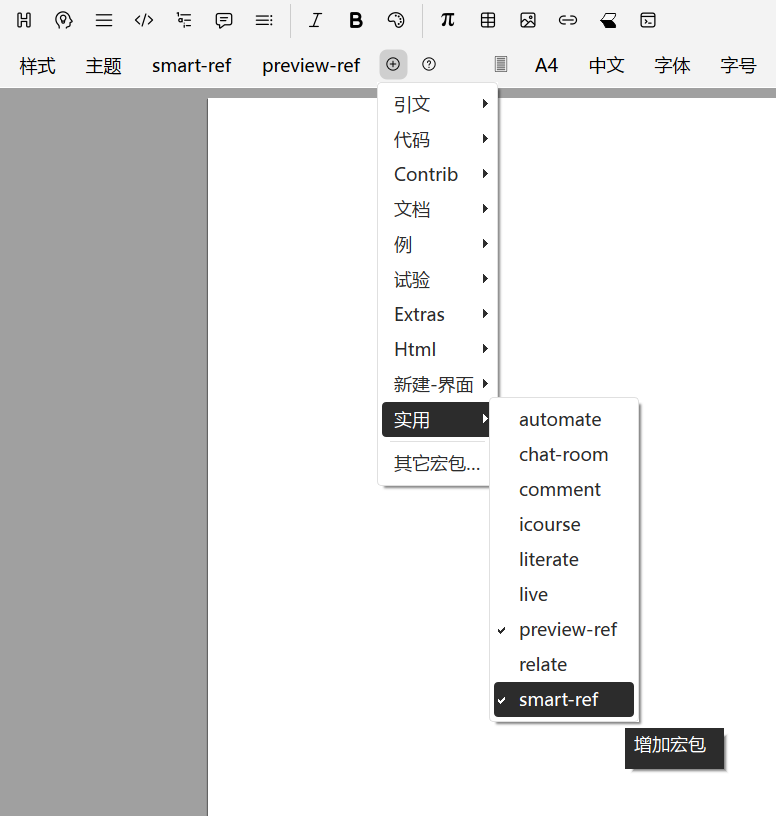 样式 主题 smart-ref preview-ref A4 中文 字体 字号
引文
代码
Contrib
文档
例
试验
Extras
Html
新建-界面
实用
其它宏包...
automate
chat-room
comment
icourse
literate
live
preview-ref
relate
smart-ref
增加宏包